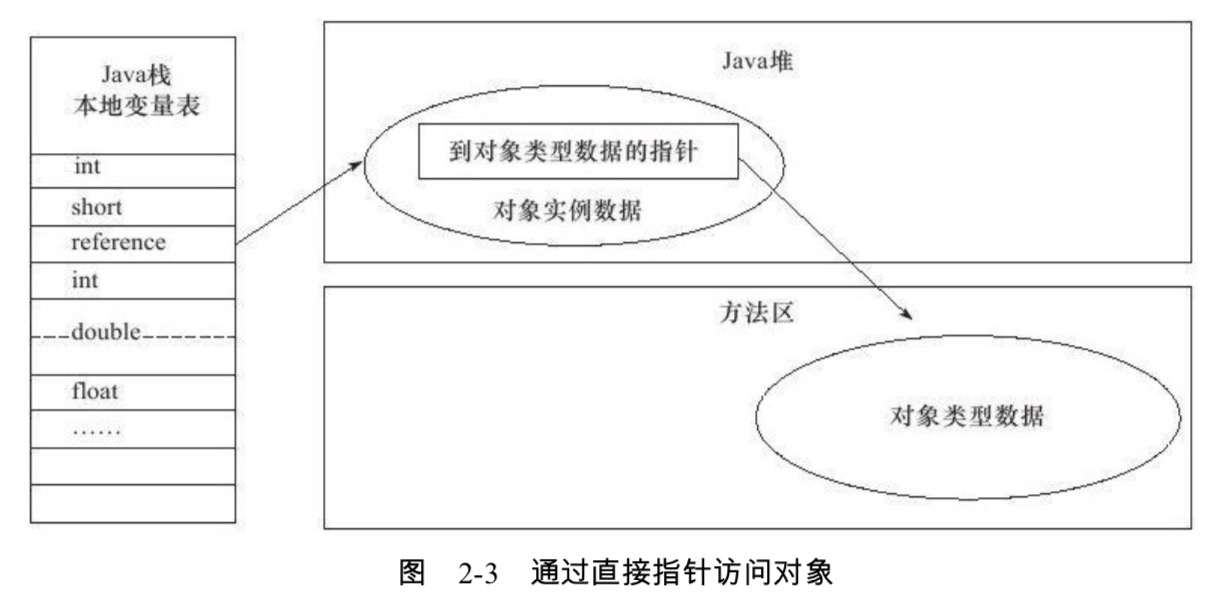 Java栈
本地变量表
int
short
reference
int
double
float
……
Java堆
到对象类型数据的指针
对象实例数据
方法区
对象类型数据
图 2-3 通过直接指针访问对象